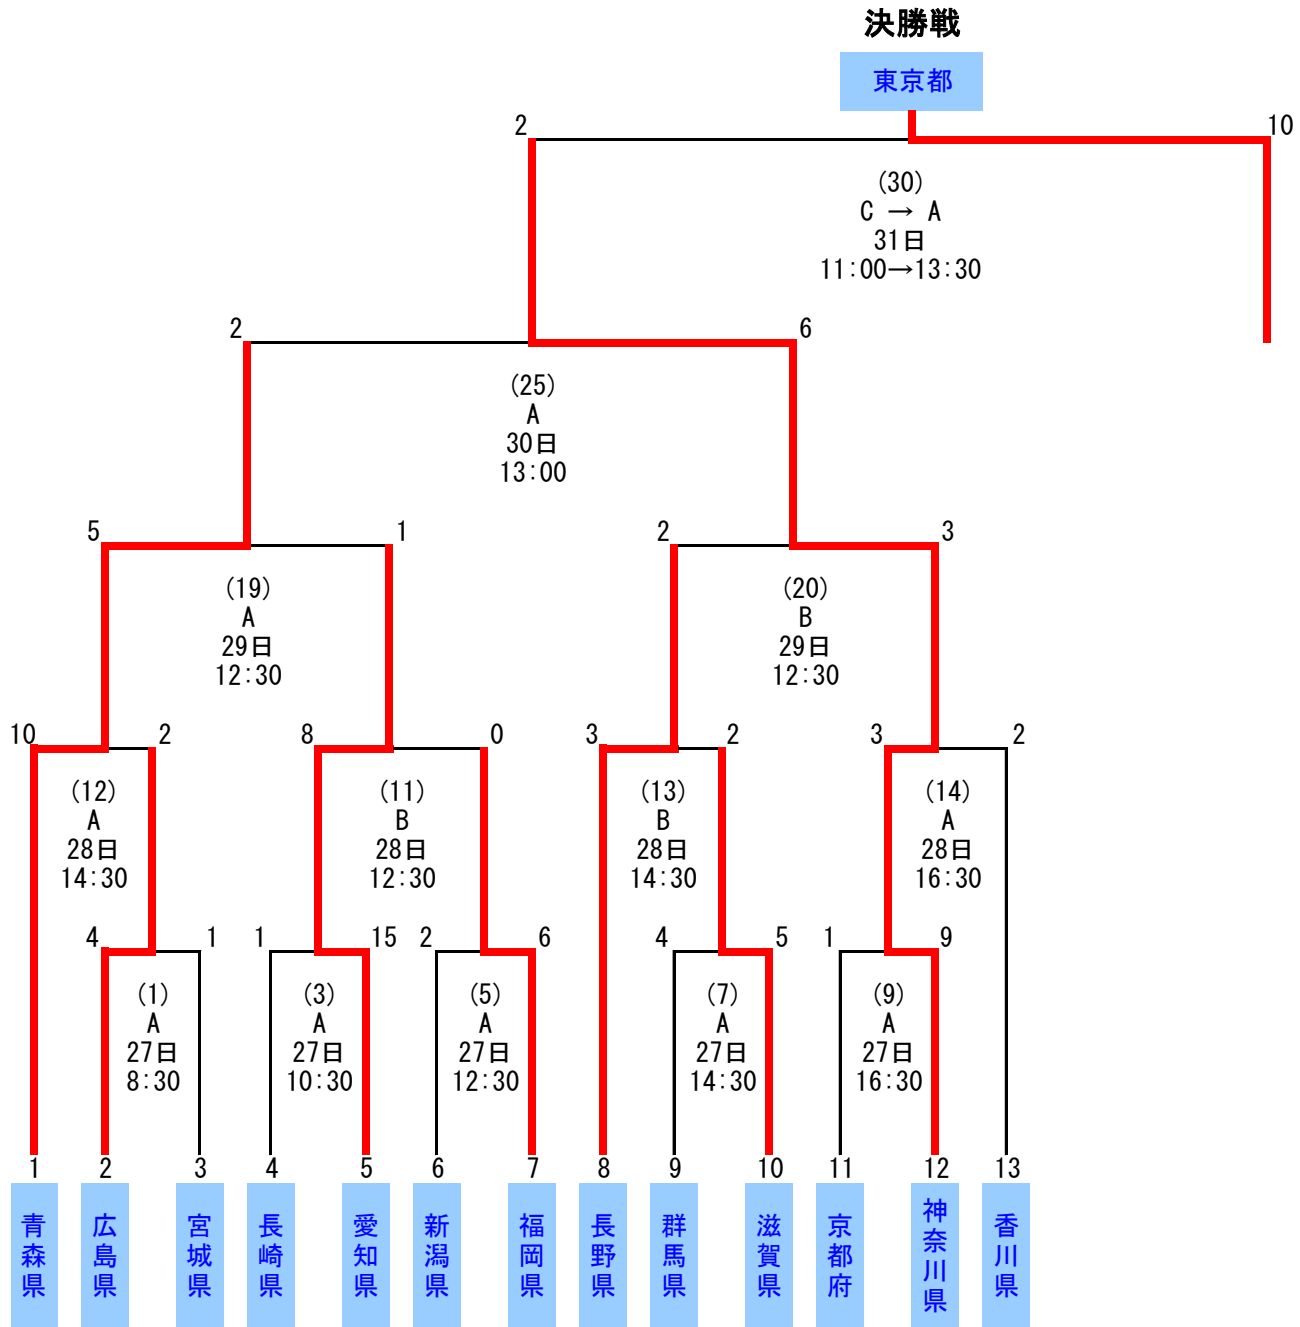 決勝戦
東京都
2
10
(30)
C → A
31日
11:00→13:30
2
6
(25)
A
30日
13:00
5
1
2
3
(19)
A
29日
12:30
(20)
B
29日
12:30
10
2
8
0
3
2
3
2
(12)
A
28日
14:30
(11)
B
28日
12:30
(13)
B
28日
14:30
(14)
A
28日
16:30
4
1
1
15
2
6
4
5
1
9
(1)
A
27日
8:30
(3)
A
27日
10:30
(5)
A
27日
12:30
(7)
A
27日
14:30
(9)
A
27日
16:30
1
2
3
4
5
6
7
8
9
10
11
12
13
青森県
広島県
宮城県
長崎県
愛知県
新潟県
福岡県
長野県
群馬県
滋賀県
京都府
神奈川県
香川県